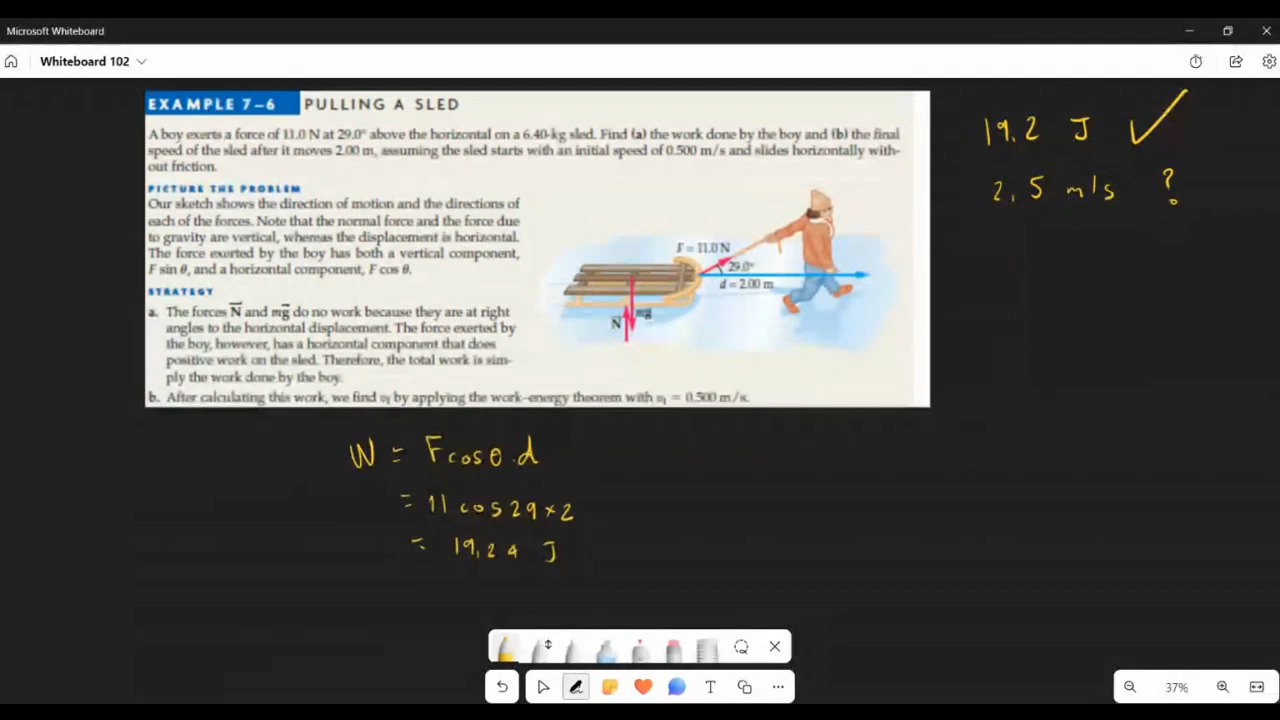 Microsoft Whiteboard
Whiteboard 102
EXAMPLE 7–6 PULLING A SLED
A boy exerts a force of 11.0 N at 29.0° above the horizontal on a 6.40-kg sled. Find (a) the work done by the boy and (b) the final
speed of the sled after it moves 2.00 m, assuming the sled starts with an initial speed of 0.500 m/s and slides horizontally with-
out friction.
PICTURE THE PROBLEM
Our sketch shows the direction of motion and the directions of
each of the forces. Note that the normal force and the force due
to gravity are vertical, whereas the displacement is horizontal.
The force exerted by the boy has both a vertical component,
F sin θ, and a horizontal component, F cos θ.
STRATEGY
a. The forces N⃗ and mg⃗ do no work because they are at right
angles to the horizontal displacement. The force exerted by
the boy, however, has a horizontal component that does
positive work on the sled. Therefore, the total work is sim-
ply the work done by the boy.
b. After calculating this work, we find vf by applying the work–energy theorem with vi = 0.500 m/s.
F = 11.0 N
29.0°
d = 2.00 m
mg⃗
N⃗
19.2 J ✓
2.5 m/s ?
W = F cos θ . d
= 11 cos 29 × 2
= 19.24 J
T
37%